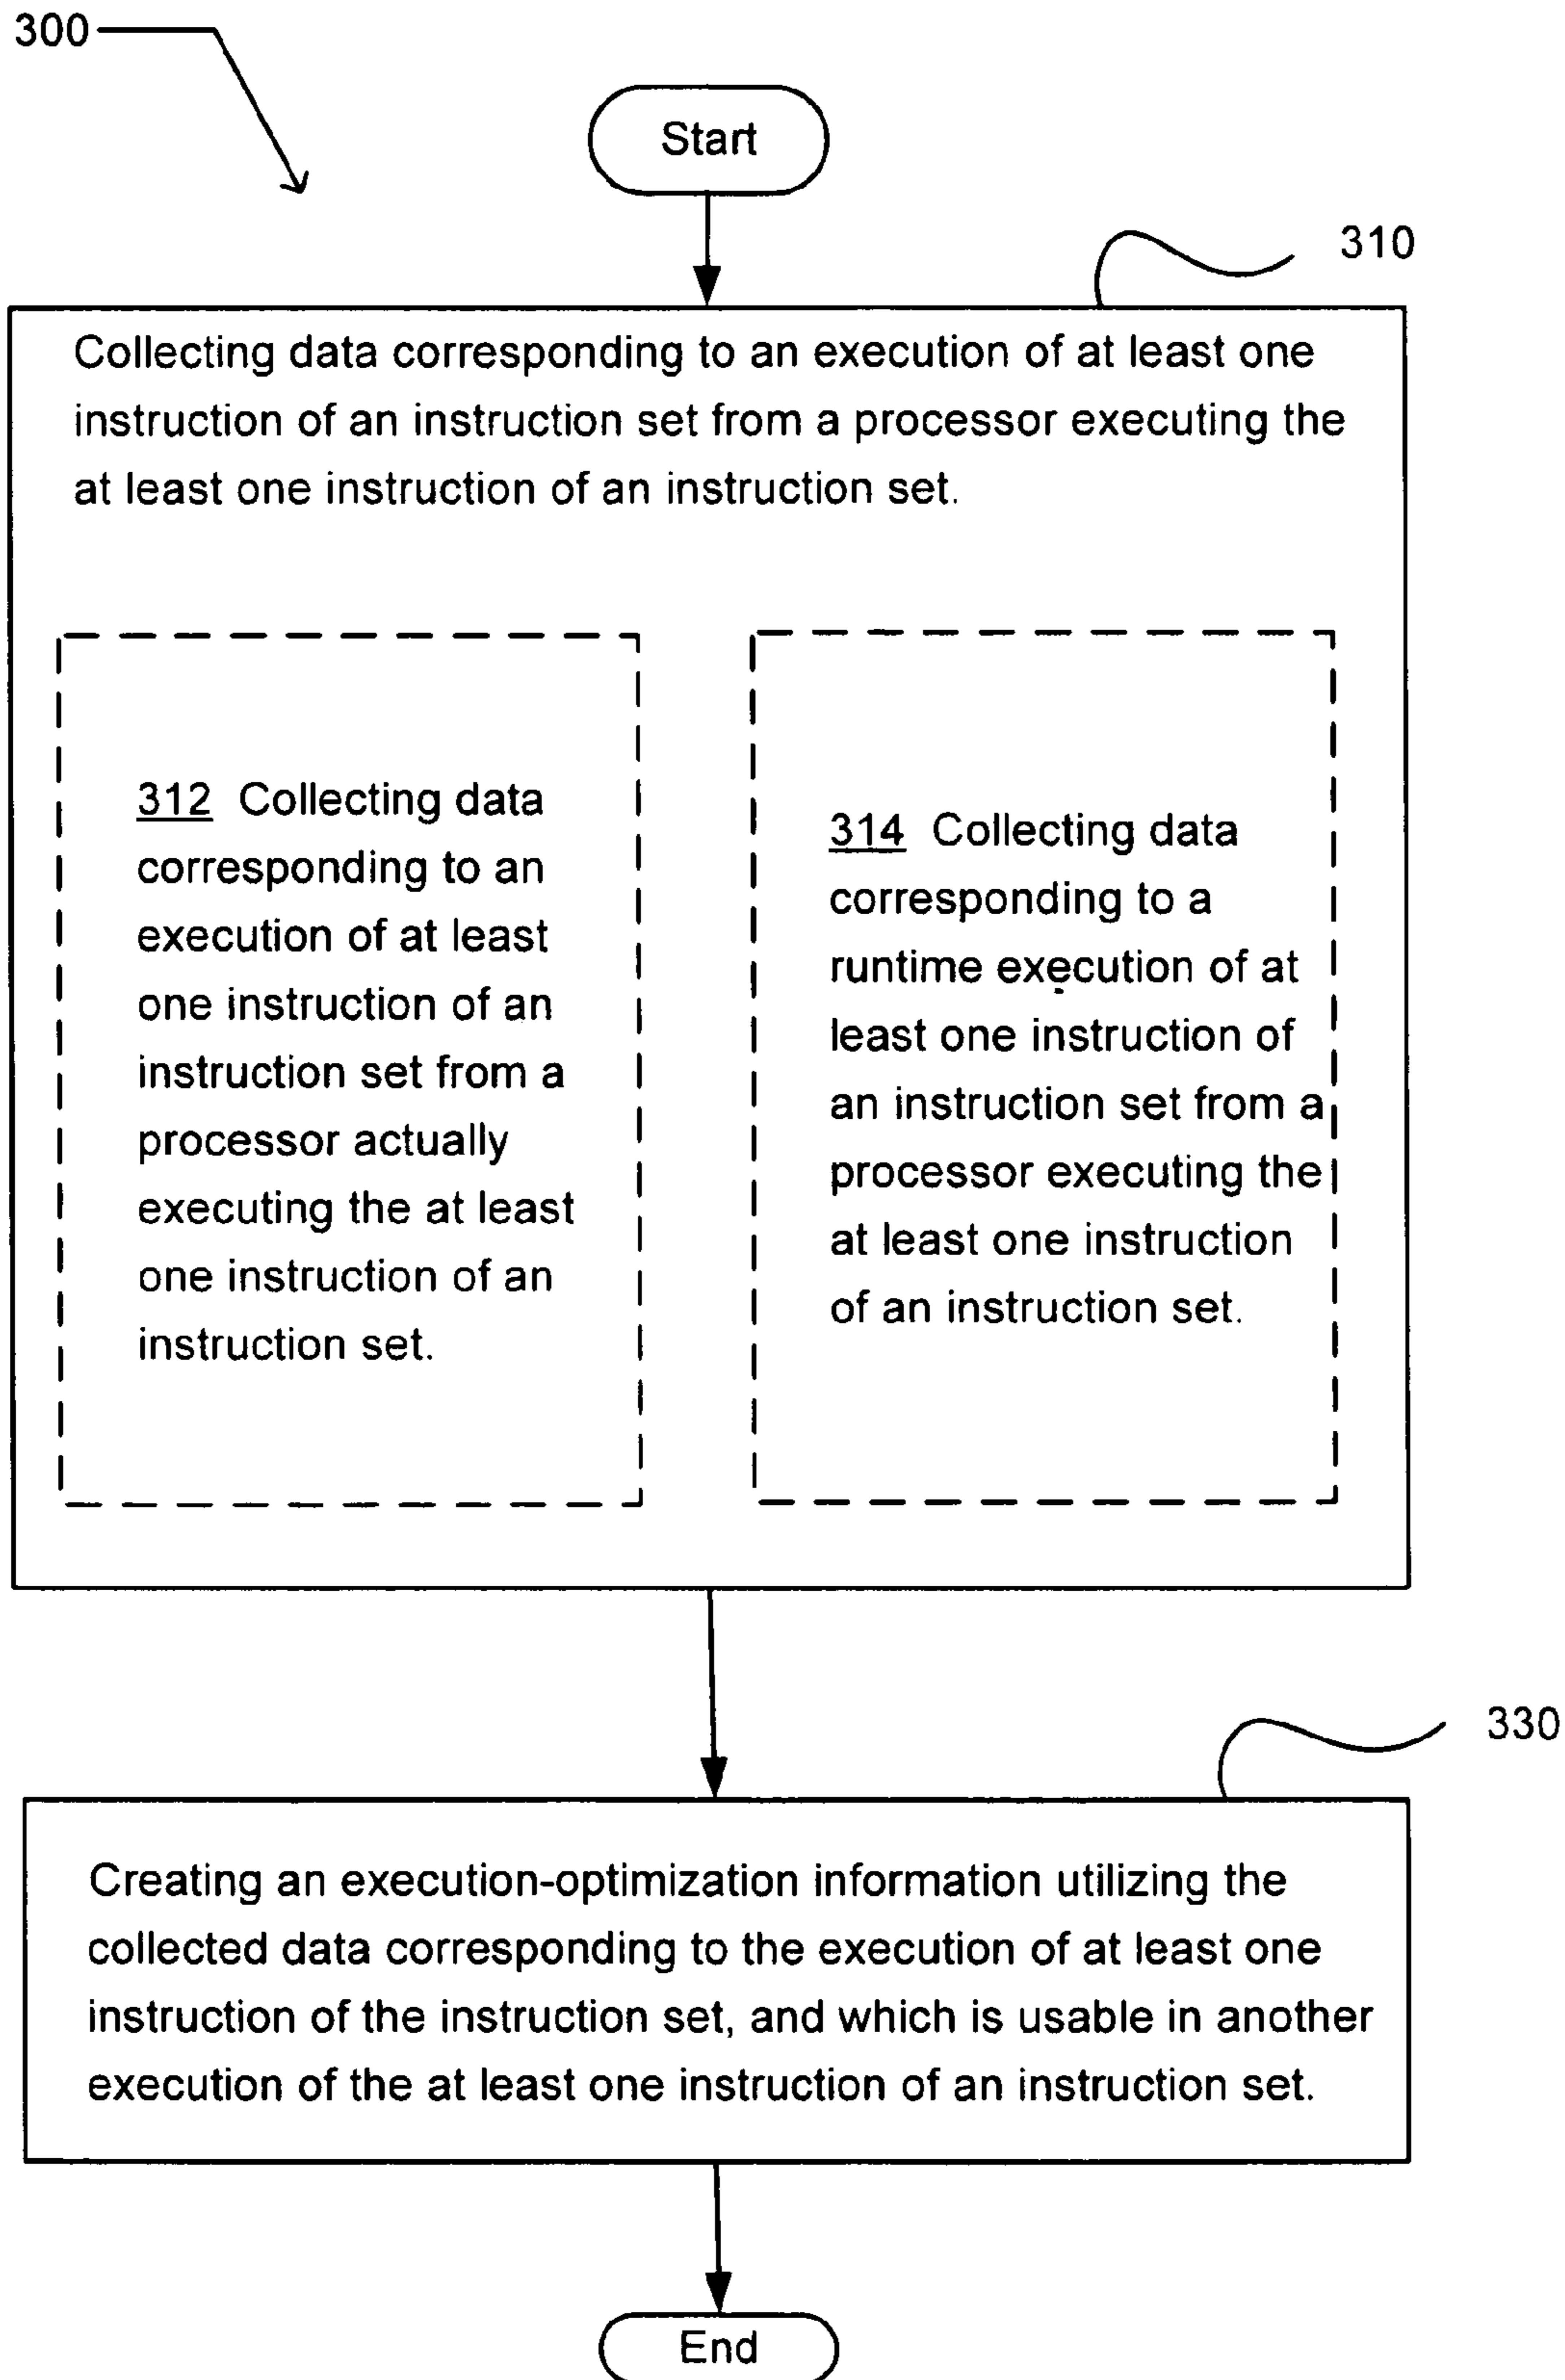 300
Start
310
Collecting data corresponding to an execution of at least one
instruction of an instruction set from a processor executing the
at least one instruction of an instruction set.
312 Collecting data
corresponding to an
execution of at least
one instruction of an
instruction set from a
processor actually
executing the at least
one instruction of an
instruction set.
314 Collecting data
corresponding to a
runtime execution of at
least one instruction of
an instruction set from a
processor executing the
at least one instruction
of an instruction set.
330
Creating an execution-optimization information utilizing the
collected data corresponding to the execution of at least one
instruction of the instruction set, and which is usable in another
execution of the at least one instruction of an instruction set.
End